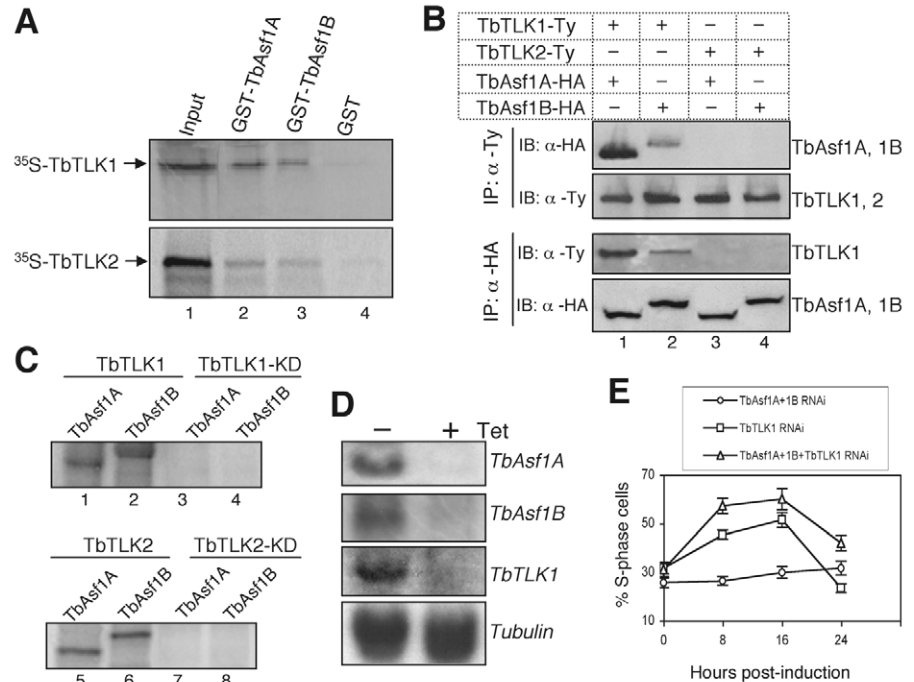 A
Input
GST-TbAsf1A
GST-TbAsf1B
GST
35S-TbTLK1
35S-TbTLK2
1 2 3 4
B
TbTLK1-Ty + + – –
TbTLK2-Ty – – + +
TbAsf1A-HA + – + –
TbAsf1B-HA – + – +
IP: α -Ty
IB: α -HA
TbAsf1A, 1B
IB: α -Ty
TbTLK1, 2
IP: α -HA
IB: α -Ty
TbTLK1
IB: α -HA
TbAsf1A, 1B
1 2 3 4
C
TbTLK1 TbTLK1-KD
TbAsf1A TbAsf1B TbAsf1A TbAsf1B
1 2 3 4
TbTLK2 TbTLK2-KD
TbAsf1A TbAsf1B TbAsf1A TbAsf1B
5 6 7 8
D
– + Tet
TbAsf1A
TbAsf1B
TbTLK1
Tubulin
E
TbAsf1A+1B RNAi
TbTLK1 RNAi
TbAsf1A+1B+TbTLK1 RNAi
% S-phase cells
70
50
30
10
0 8 16 24
Hours post-induction